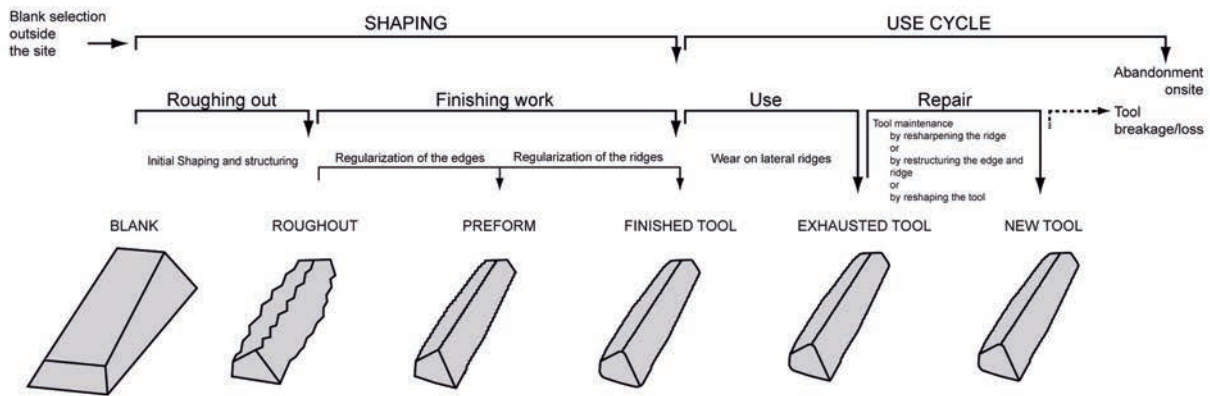 Blank selection
outside
the site
SHAPING
USE CYCLE
Abandonment
onsite
Roughing out
Finishing work
Use
Repair
Tool
breakage/loss
Initial Shaping and structuring
Regularization of the edges
Regularization of the ridges
Wear on lateral ridges
Tool maintenance
by resharpening the ridge
or
by restructuring the edge and
ridge
or
by reshaping the tool
BLANK
ROUGHOUT
PREFORM
FINISHED TOOL
EXHAUSTED TOOL
NEW TOOL